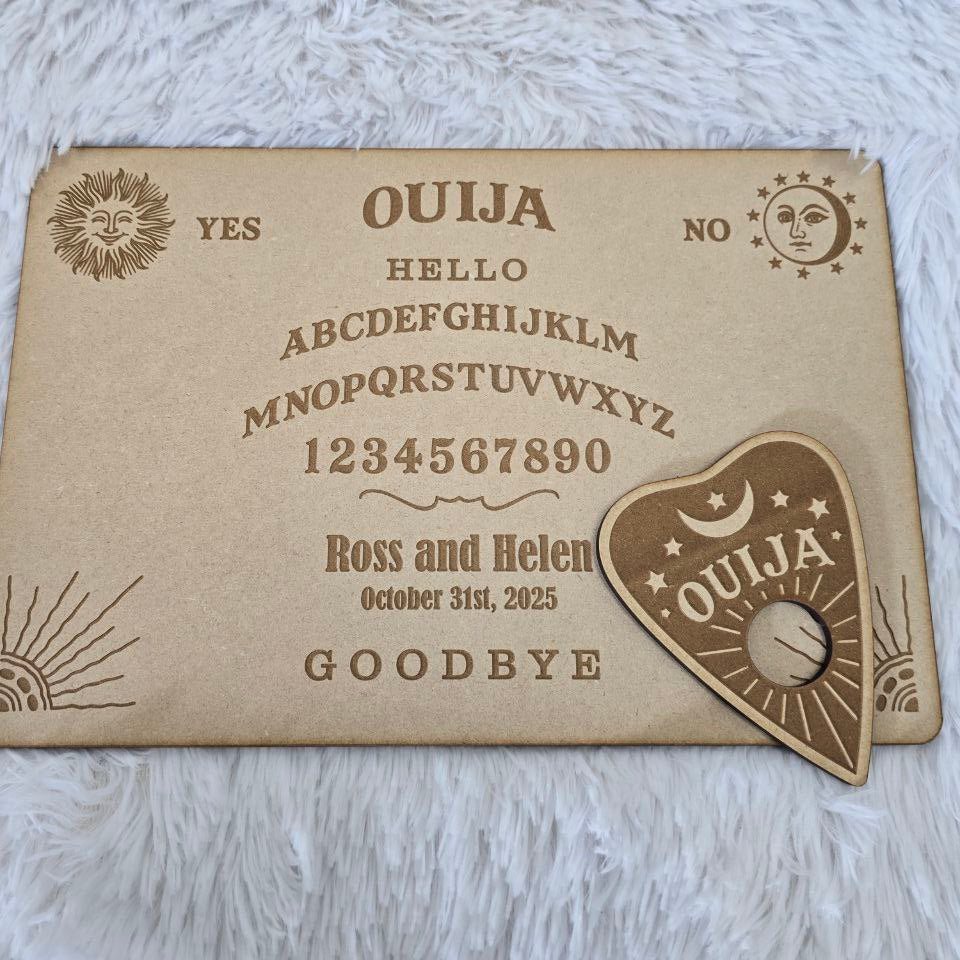 OUIJA
YES
NO
HELLO
ABCDEFGHIJKLM
MNOPQRSTUVWXYZ
1234567890
Ross and Helen
October 31st, 2025
GOODBYE
OUIJA